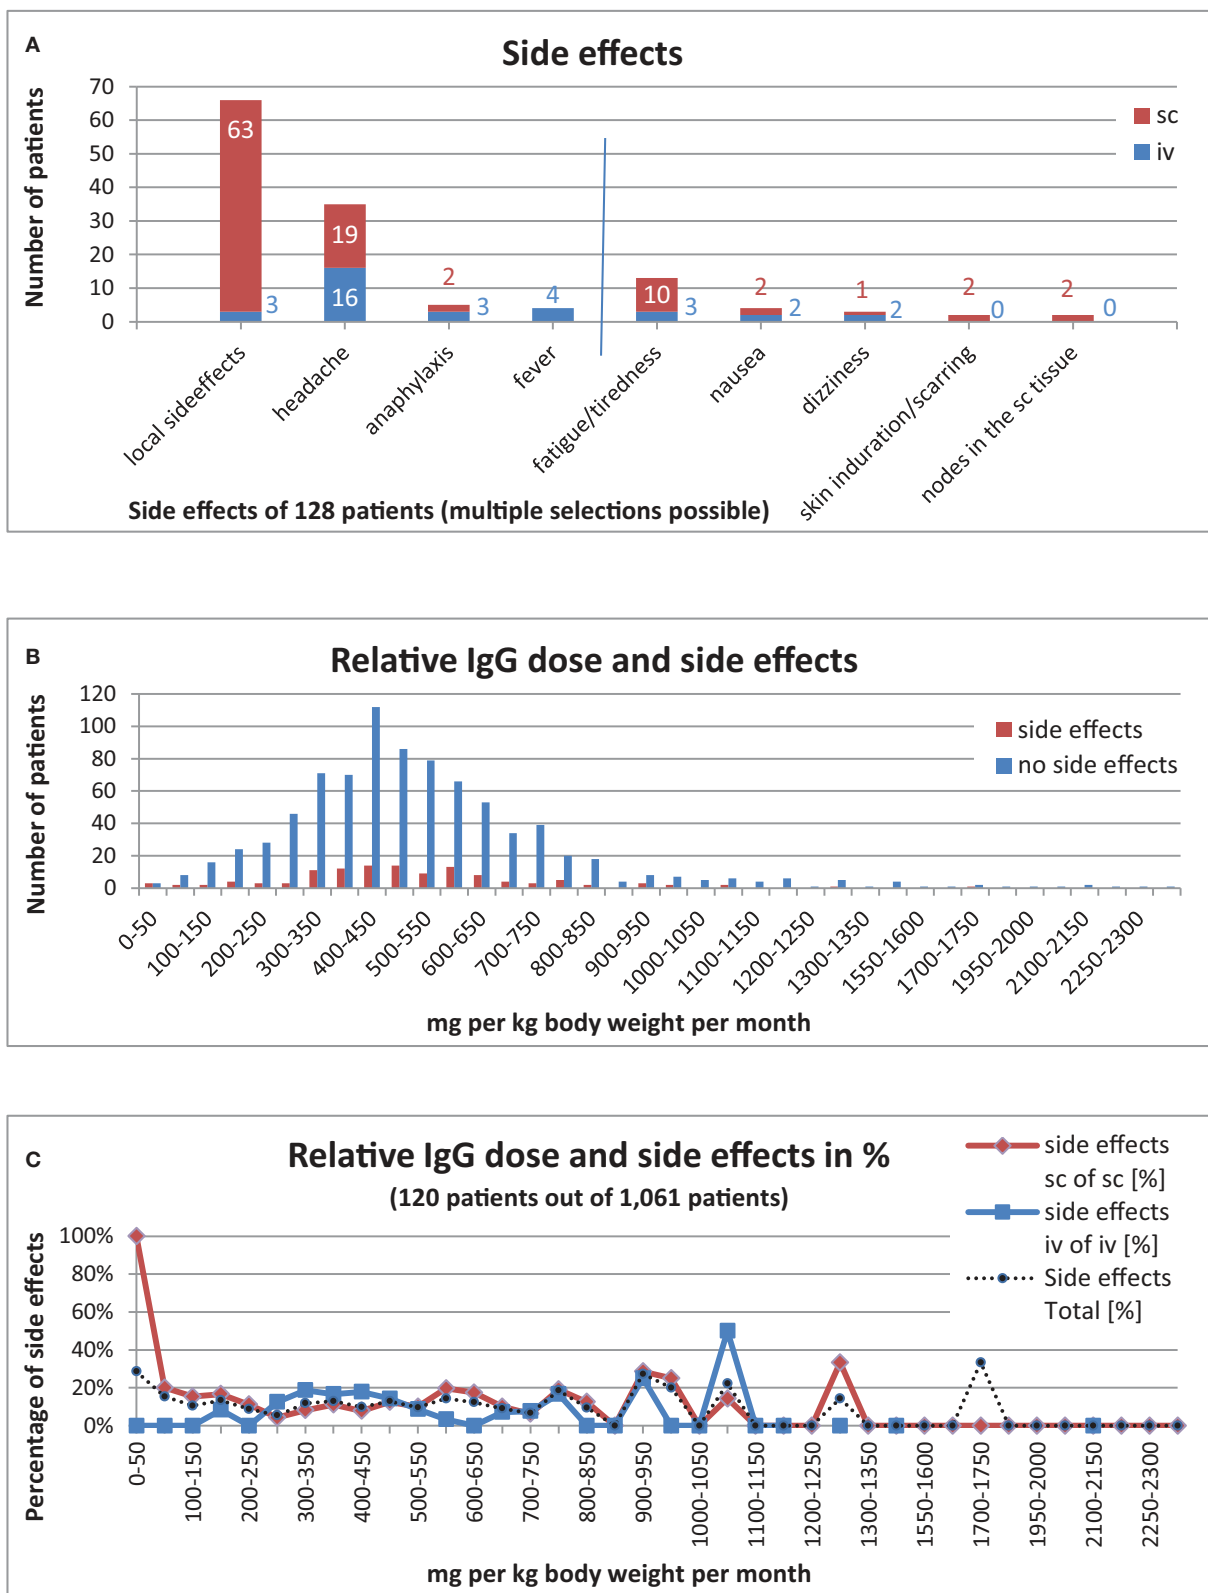 A
Side effects
Number of patients
70
60
50
40
30
20
10
0
sc
iv
63
3
19
16
2
3
4
10
3
2
2
1
2
2
0
2
0
local sideeffects
headache
anaphylaxis
fever
fatigue/tiredness
nausea
dizziness
skin induration/scarring
nodes in the sc tissue
Side effects of 128 patients (multiple selections possible)
B
Relative IgG dose and side effects
Number of patients
120
100
80
60
40
20
0
side effects
no side effects
0-50
100-150
200-250
300-350
400-450
500-550
600-650
700-750
800-850
900-950
1000-1050
1100-1150
1200-1250
1300-1350
1550-1600
1700-1750
1950-2000
2100-2150
2250-2300
mg per kg body weight per month
C
Relative IgG dose and side effects in %
(120 patients out of 1,061 patients)
side effects
sc of sc [%]
side effects
iv of iv [%]
Side effects
Total [%]
Percentage of side effects
100%
80%
60%
40%
20%
0%
0-50
100-150
200-250
300-350
400-450
500-550
600-650
700-750
800-850
900-950
1000-1050
1100-1150
1200-1250
1300-1350
1550-1600
1700-1750
1950-2000
2100-2150
2250-2300
mg per kg body weight per month